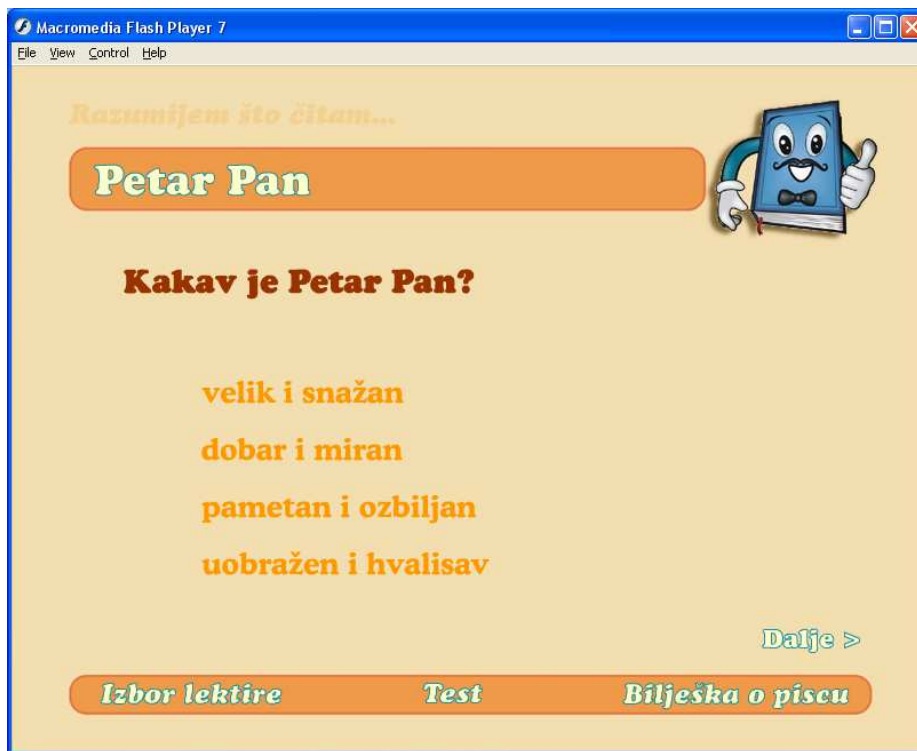 Macromedia Flash Player 7
File View Control Help
Razumijem što čitam...
Petar Pan
Kakav je Petar Pan?
velik i snažan
dobar i miran
pametan i ozbiljan
uobražen i hvalisav
Dalje >
Izbor lektire Test Bilješka o piscu